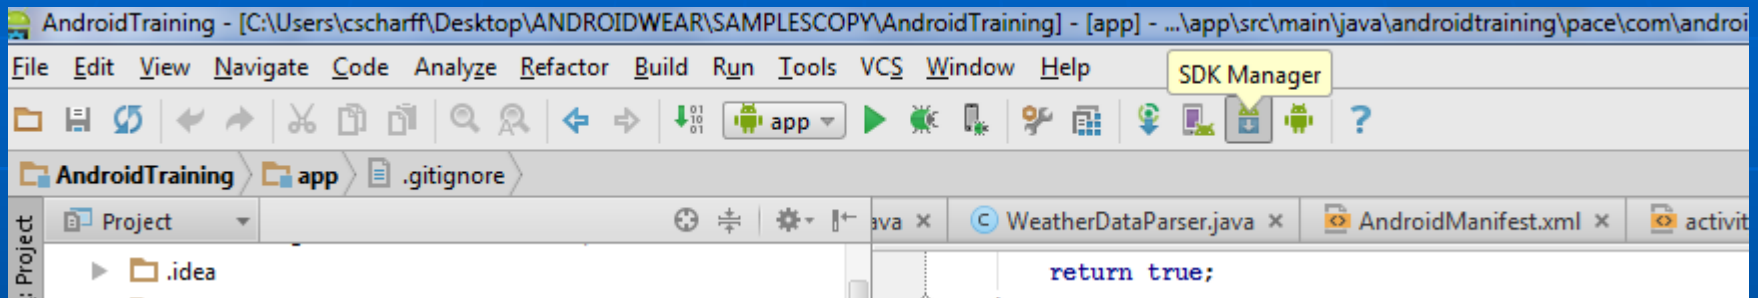 AndroidTraining - [C:\Users\cscharff\Desktop\ANDROIDWEAR\SAMPLESCOPY\AndroidTraining] - [app] - ...\app\src\main\java\androidtraining\pace\com\androi
File Edit View Navigate Code Analyze Refactor Build Run Tools VCS Window Help
SDK Manager
app
AndroidTraining app .gitignore
Project ava WeatherDataParser.java AndroidManifest.xml activit
: Project
.idea
return true;